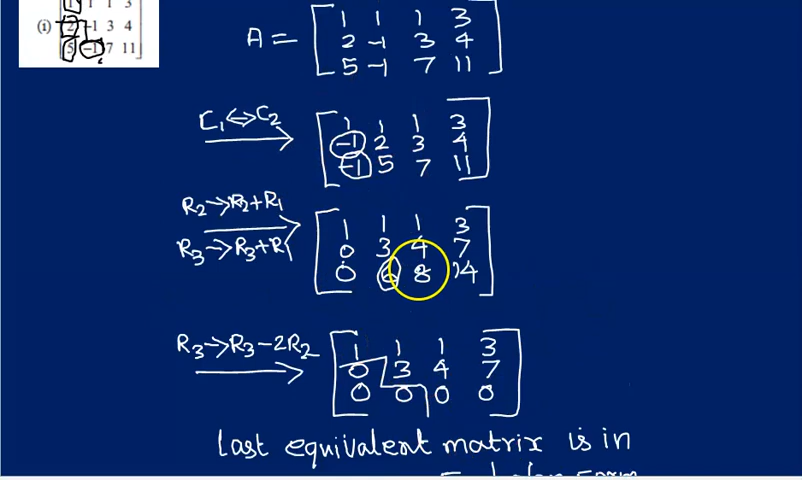 1 1 1 3
(i) 2 -1 3 4
5 -1 7 11
A = [ 1 1 1 3
2 -1 3 4
5 -1 7 11 ]
C1 ↔ C2
[ 1 1 1 3
-1 2 3 4
-1 5 7 11 ]
R2 → R2 + R1
R3 → R3 + R1
[ 1 1 1 3
0 3 4 7
0 6 8 14 ]
R3 → R3 - 2R2
[ 1 1 1 3
0 3 4 7
0 0 0 0 ]
Last equivalent matrix is in